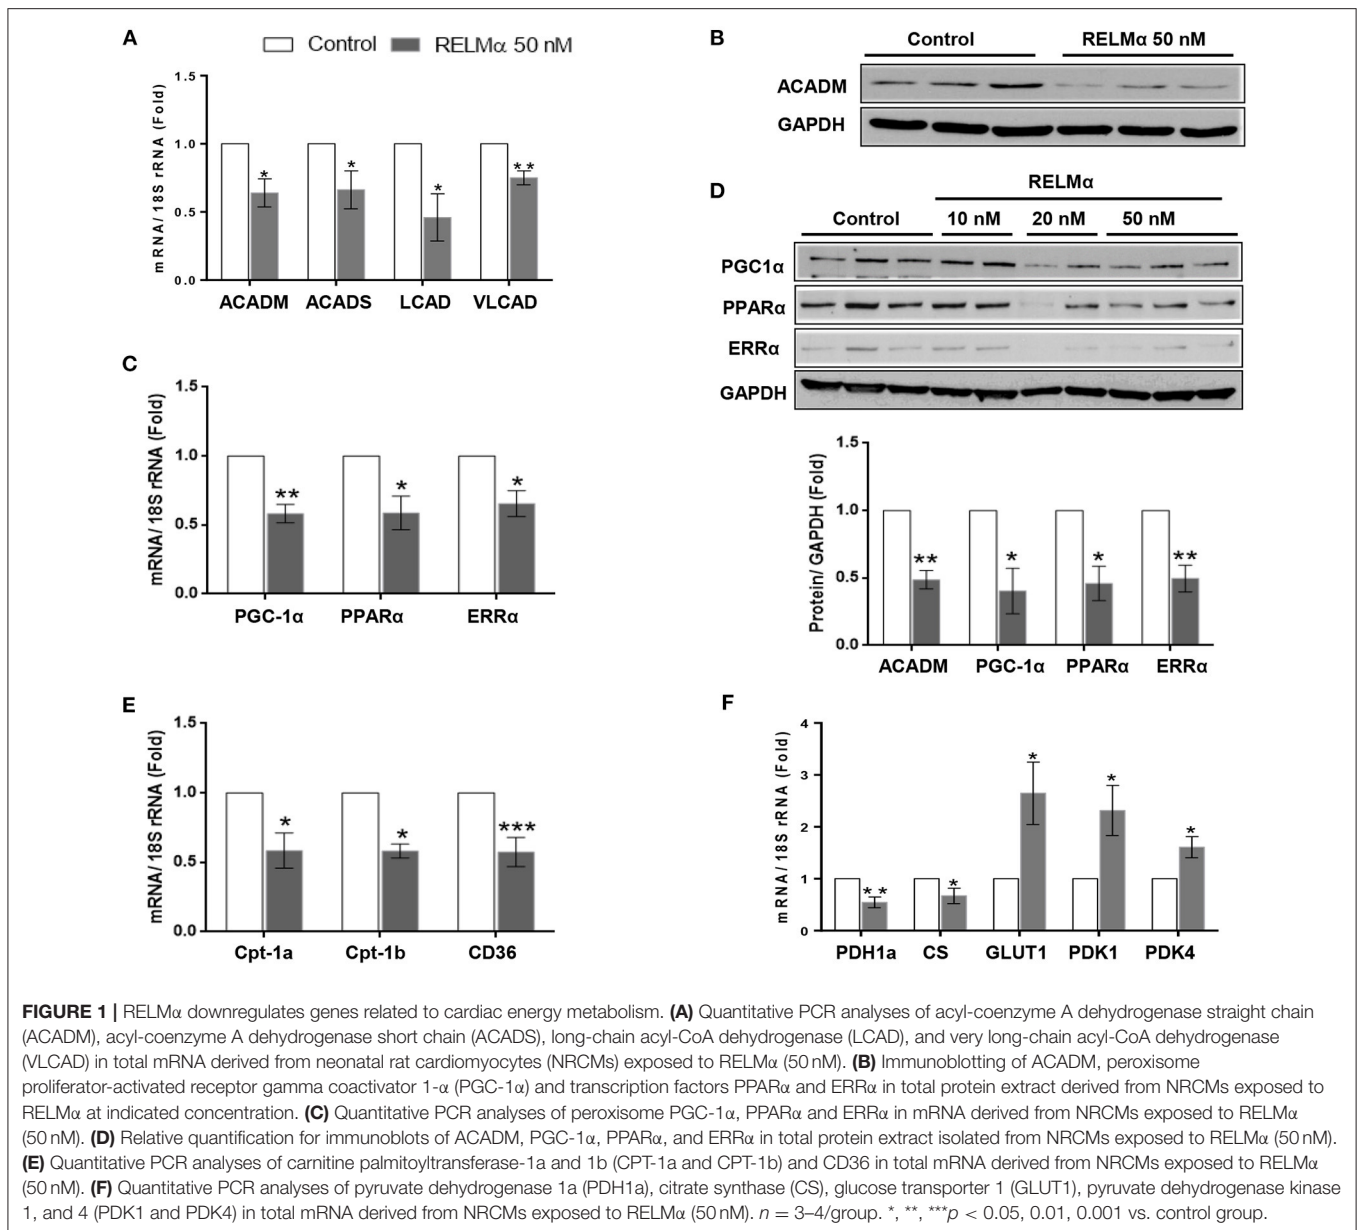 A
Control RELMα 50 nM
mRNA/ 18S rRNA (Fold)
1.5
1.0
0.5
0.0
* * * **
ACADM ACADS LCAD VLCAD
B
Control RELMα 50 nM
ACADM
GAPDH
D
RELMα
Control 10 nM 20 nM 50 nM
PGC1α
PPARα
ERRα
GAPDH
Protein/ GAPDH (Fold)
1.5
1.0
0.5
0.0
** * * **
ACADM PGC-1α PPARα ERRα
C
mRNA/ 18S rRNA (Fold)
1.5
1.0
0.5
0.0
** * *
PGC-1α PPARα ERRα
E
mRNA/ 18S rRNA (Fold)
1.5
1.0
0.5
0.0
* * ***
Cpt-1a Cpt-1b CD36
F
mRNA/ 18S rRNA (Fold)
4
3
2
1
0
** * * * *
PDH1a CS GLUT1 PDK1 PDK4
FIGURE 1 | RELMα downregulates genes related to cardiac energy metabolism. (A) Quantitative PCR analyses of acyl-coenzyme A dehydrogenase straight chain
(ACADM), acyl-coenzyme A dehydrogenase short chain (ACADS), long-chain acyl-CoA dehydrogenase (LCAD), and very long-chain acyl-CoA dehydrogenase
(VLCAD) in total mRNA derived from neonatal rat cardiomyocytes (NRCMs) exposed to RELMα (50 nM). (B) Immunoblotting of ACADM, peroxisome
proliferator-activated receptor gamma coactivator 1-α (PGC-1α) and transcription factors PPARα and ERRα in total protein extract derived from NRCMs exposed to
RELMα at indicated concentration. (C) Quantitative PCR analyses of peroxisome PGC-1α, PPARα and ERRα in mRNA derived from NRCMs exposed to RELMα
(50 nM). (D) Relative quantification for immunoblots of ACADM, PGC-1α, PPARα, and ERRα in total protein extract isolated from NRCMs exposed to RELMα (50 nM).
(E) Quantitative PCR analyses of carnitine palmitoyltransferase-1a and 1b (CPT-1a and CPT-1b) and CD36 in total mRNA derived from NRCMs exposed to RELMα
(50 nM). (F) Quantitative PCR analyses of pyruvate dehydrogenase 1a (PDH1a), citrate synthase (CS), glucose transporter 1 (GLUT1), pyruvate dehydrogenase kinase
1, and 4 (PDK1 and PDK4) in total mRNA derived from NRCMs exposed to RELMα (50 nM). n = 3–4/group. *, **, ***p < 0.05, 0.01, 0.001 vs. control group.